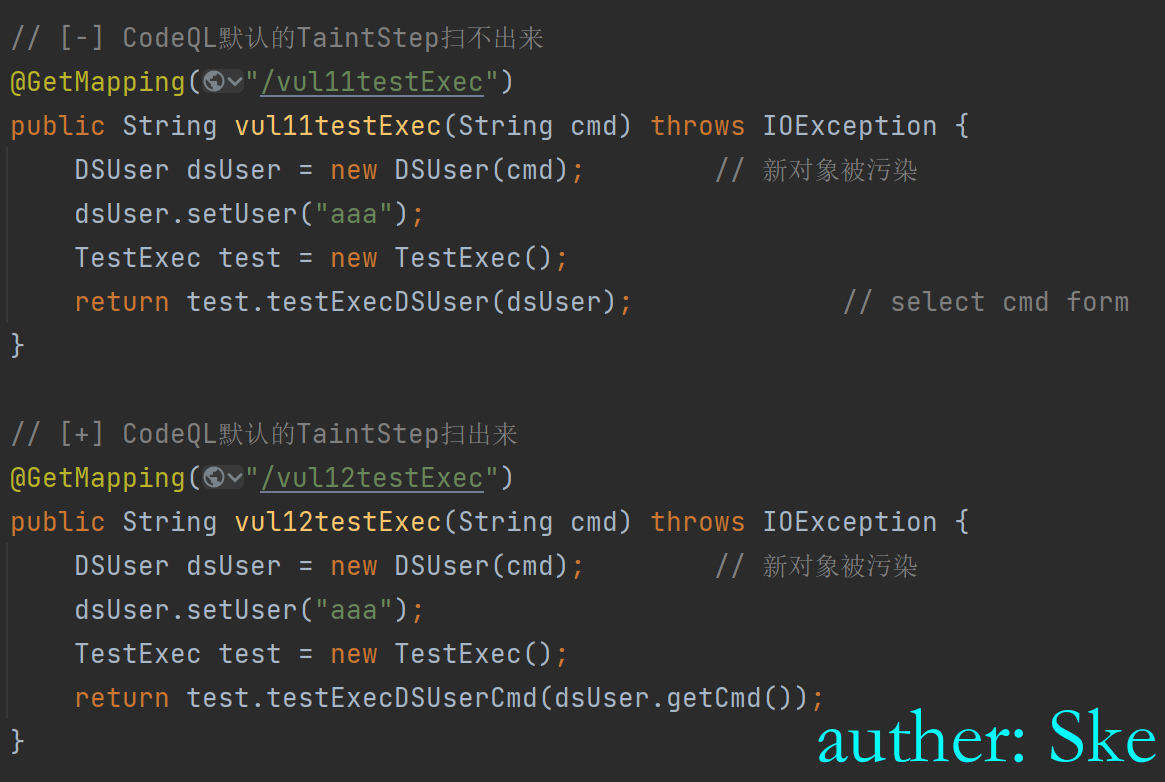 // [-] CodeQL默认的TaintStep扫不出来
@GetMapping("/vul11testExec")
public String vul11testExec(String cmd) throws IOException {
DSUser dsUser = new DSUser(cmd); // 新对象被污染
dsUser.setUser("aaa");
TestExec test = new TestExec();
return test.testExecDSUser(dsUser); // select cmd form
}
// [+] CodeQL默认的TaintStep扫出来
@GetMapping("/vul12testExec")
public String vul12testExec(String cmd) throws IOException {
DSUser dsUser = new DSUser(cmd); // 新对象被污染
dsUser.setUser("aaa");
TestExec test = new TestExec();
return test.testExecDSUserCmd(dsUser.getCmd());
}
auther: Ske